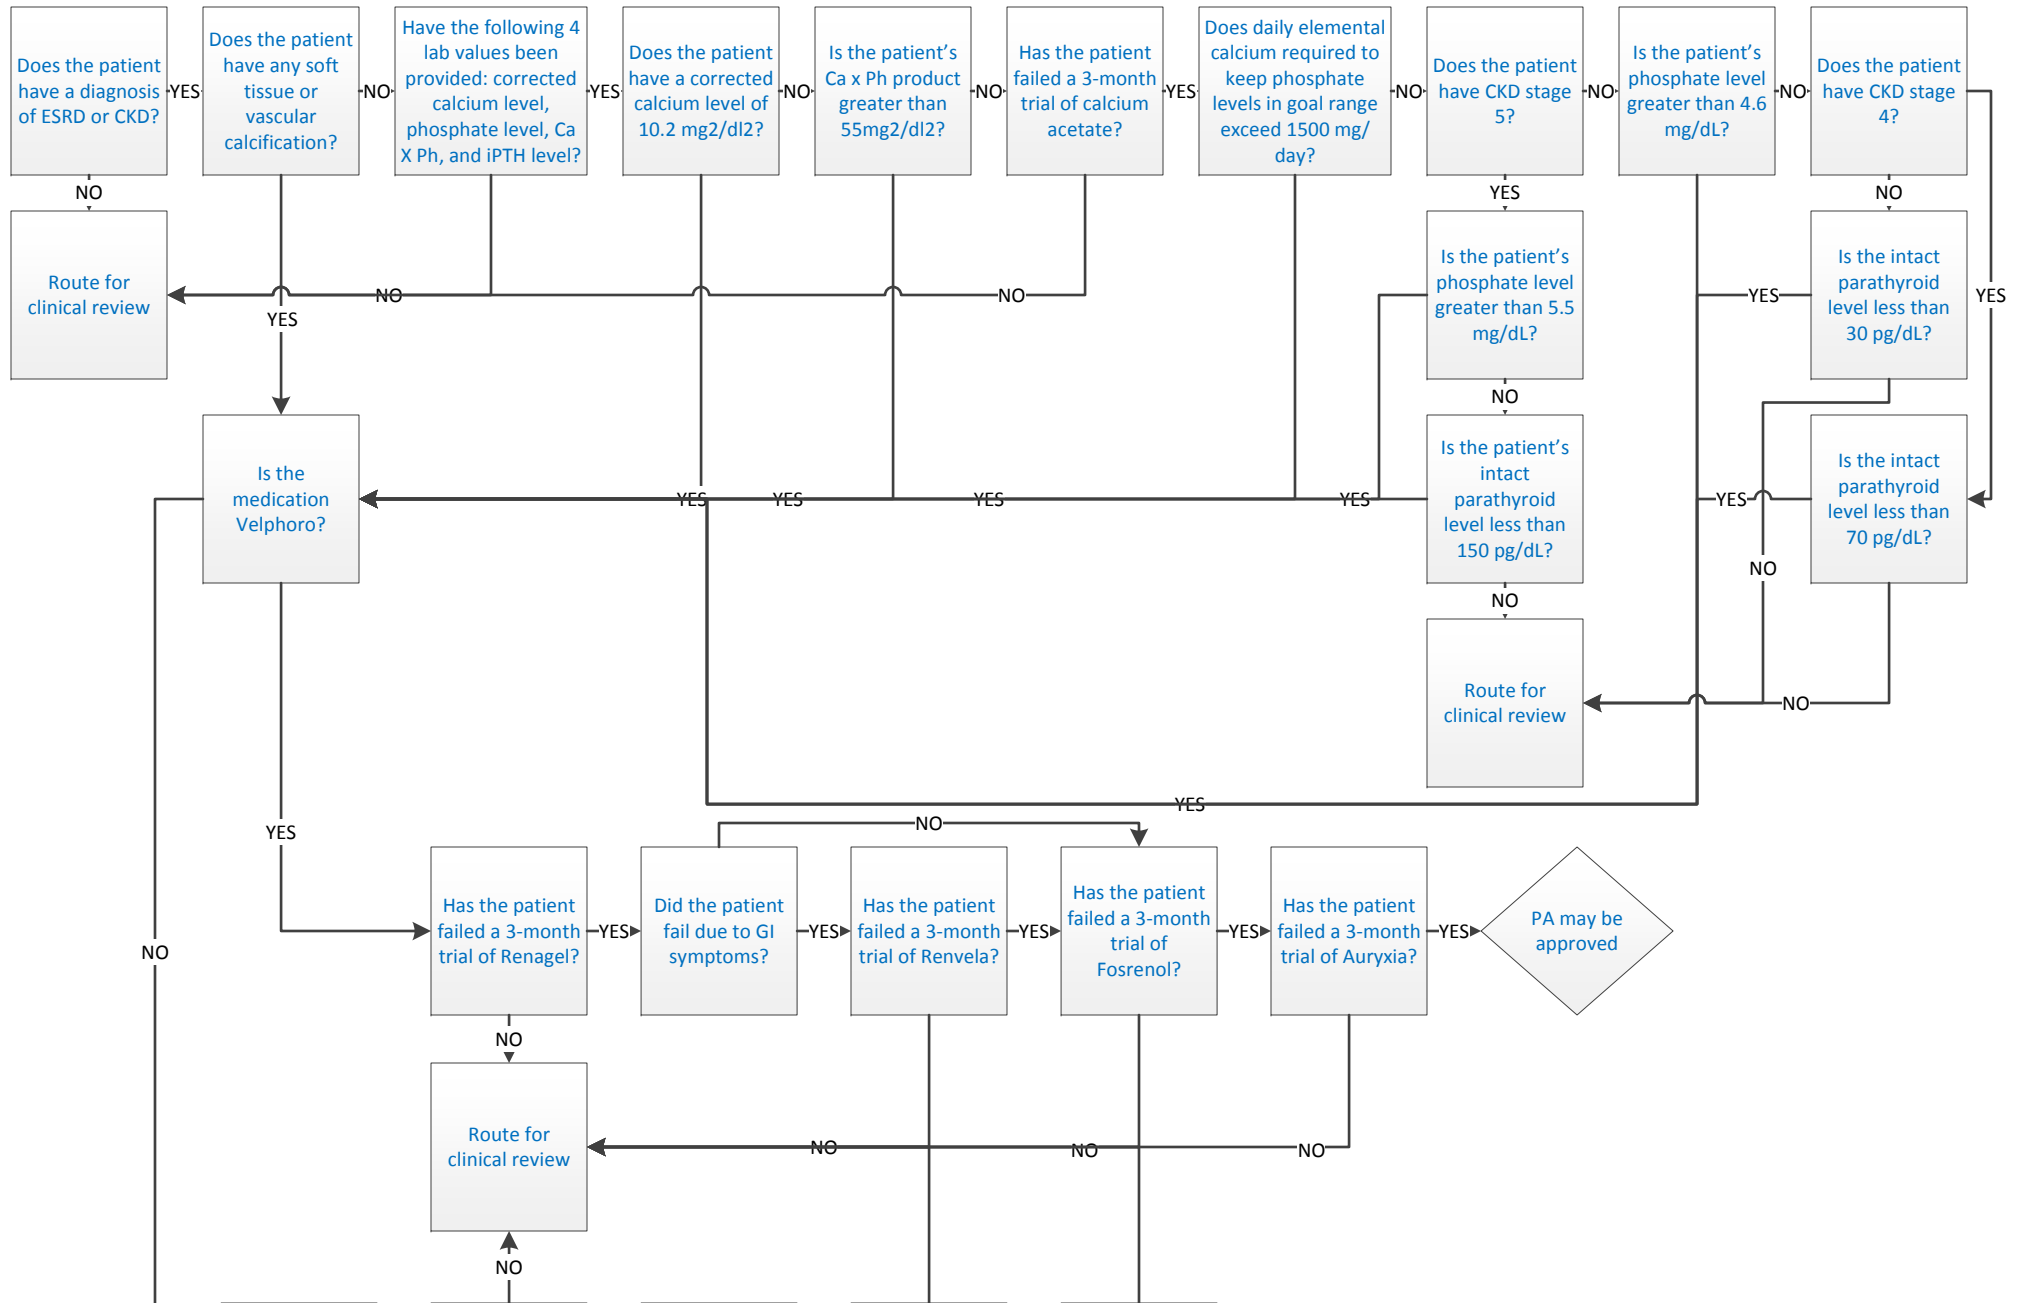 Does the patient
have a diagnosis
of ESRD or CKD?
YES
Does the patient
have any soft
tissue or
vascular
calcification?
NO
Have the following 4
lab values been
provided: corrected
calcium level,
phosphate level, Ca
X Ph, and iPTH level?
YES
Does the patient
have a corrected
calcium level of
10.2 mg2/dl2?
NO
Is the patient’s
Ca x Ph product
greater than
55mg2/dl2?
NO
Has the patient
failed a 3-month
trial of calcium
acetate?
YES
Does daily elemental
calcium required to
keep phosphate
levels in goal range
exceed 1500 mg/
day?
NO
Does the patient
have CKD stage
5?
NO
Is the patient’s
phosphate level
greater than 4.6
mg/dL?
NO
Does the patient
have CKD stage
4?
NO
YES
NO
Route for
clinical review
NO
NO
YES
Is the patient’s
phosphate level
greater than 5.5
mg/dL?
YES
Is the intact
parathyroid
level less than
30 pg/dL?
YES
NO
Is the
medication
Velphoro?
YES
YES
YES
YES
Is the patient’s
intact
parathyroid
level less than
150 pg/dL?
YES
Is the intact
parathyroid
level less than
70 pg/dL?
NO
NO
Route for
clinical review
NO
YES
YES
NO
NO
Has the patient
failed a 3-month
trial of Renagel?
YES
Did the patient
fail due to GI
symptoms?
YES
Has the patient
failed a 3-month
trial of Renvela?
YES
Has the patient
failed a 3-month
trial of
Fosrenol?
YES
Has the patient
failed a 3-month
trial of Auryxia?
YES
PA may be
approved
NO
Route for
clinical review
NO
NO
NO
NO